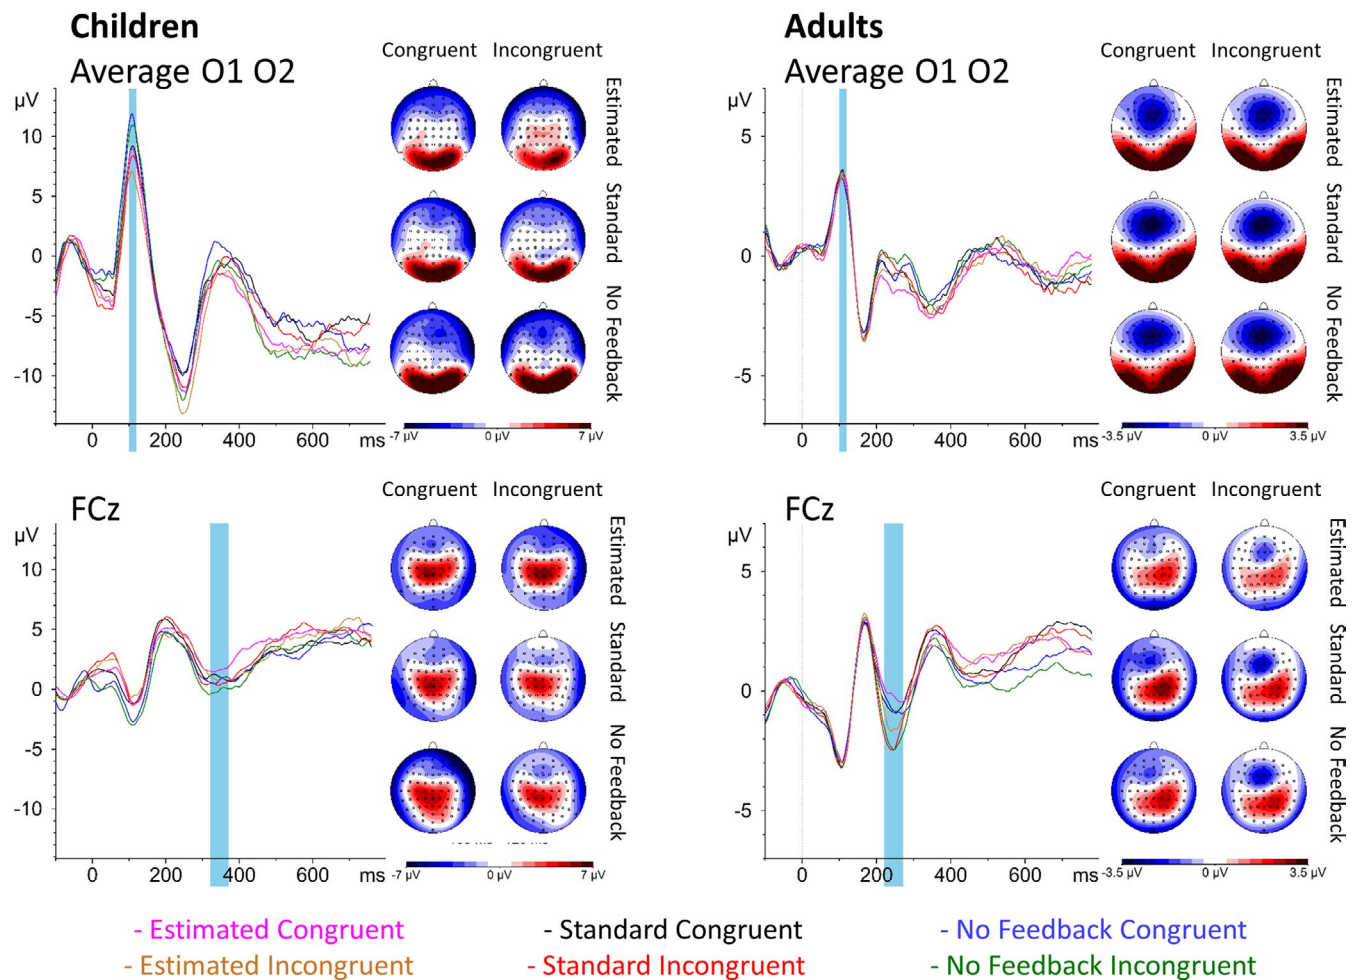 Children
Average O1 O2
Congruent Incongruent
µV
10
5
0
-5
-10
0 200 400 600 ms
Estimated
Standard
No Feedback
-7 µV 0 µV 7 µV
Adults
Average O1 O2
Congruent Incongruent
µV
5
0
-5
0 200 400 600 ms
Estimated
Standard
No Feedback
-3.5 µV 0 µV 3.5 µV
FCz
Congruent Incongruent
µV
10
5
0
-5
-10
0 200 400 600 ms
Estimated
Standard
No Feedback
-7 µV 0 µV 7 µV
FCz
Congruent Incongruent
µV
5
0
-5
0 200 400 600 ms
Estimated
Standard
No Feedback
-3.5 µV 0 µV 3.5 µV
- Estimated Congruent - Standard Congruent - No Feedback Congruent
- Estimated Incongruent - Standard Incongruent - No Feedback Incongruent